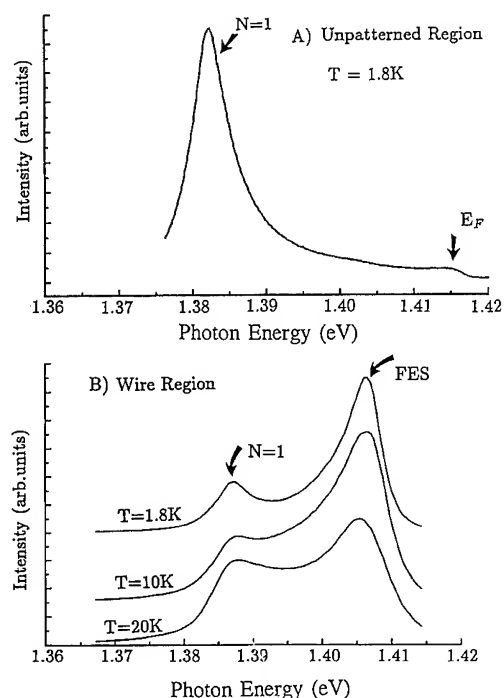 N=1
A) Unpatterned Region
T = 1.8K
E_F
Intensity (arb.units)
1.36 1.37 1.38 1.39 1.40 1.41 1.42
Photon Energy (eV)
B) Wire Region
FES
N=1
T=1.8K
T=10K
T=20K
Intensity (arb.units)
1.36 1.37 1.38 1.39 1.40 1.41 1.42
Photon Energy (eV)